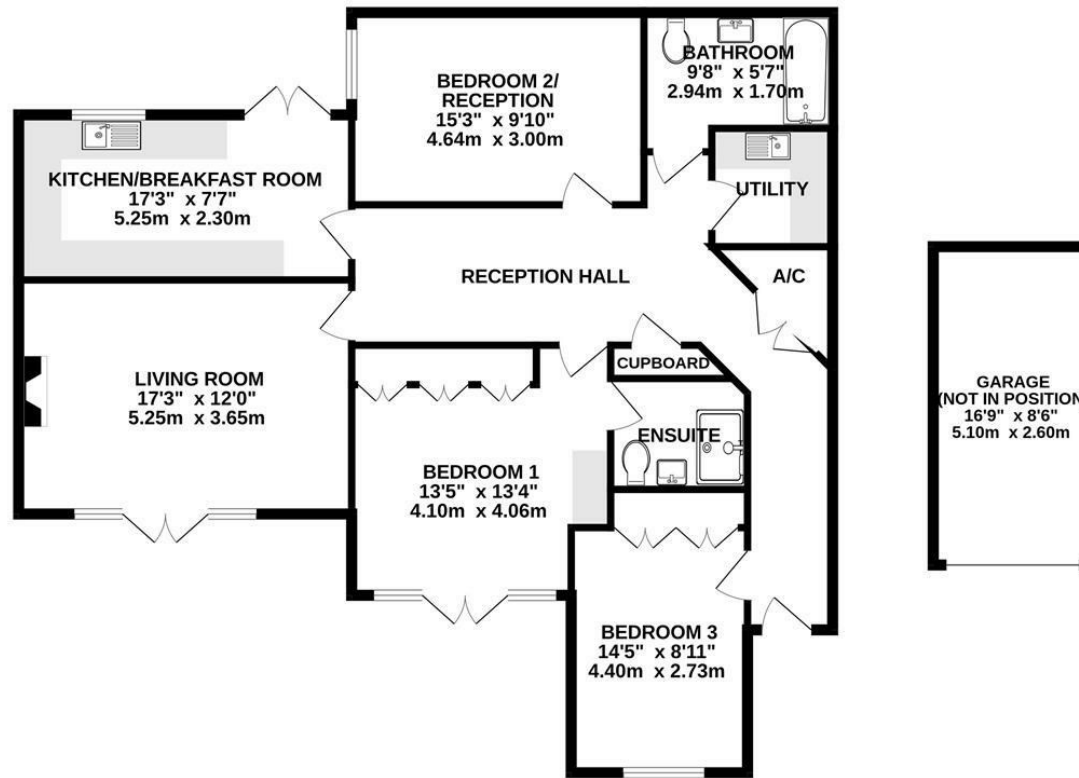 BEDROOM 2/
RECEPTION
15'3" x 9'10"
4.64m x 3.00m
BATHROOM
9'8" x 5'7"
2.94m x 1.70m
KITCHEN/BREAKFAST ROOM
17'3" x 7'7"
5.25m x 2.30m
UTILITY
RECEPTION HALL
A/C
LIVING ROOM
17'3" x 12'0"
5.25m x 3.65m
CUPBOARD
ENSUITE
BEDROOM 1
13'5" x 13'4"
4.10m x 4.06m
BEDROOM 3
14'5" x 8'11"
4.40m x 2.73m
GARAGE
(NOT IN POSITION
16'9" x 8'6"
5.10m x 2.60m